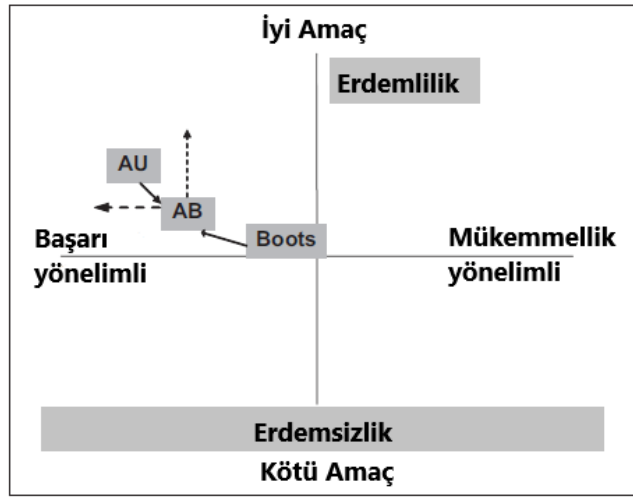 İyi Amaç
Erdemlilik
AU
AB
Boots
Başarı
yönelimli
Mükemmellik
yönelimli
Erdemsizlik
Kötü Amaç